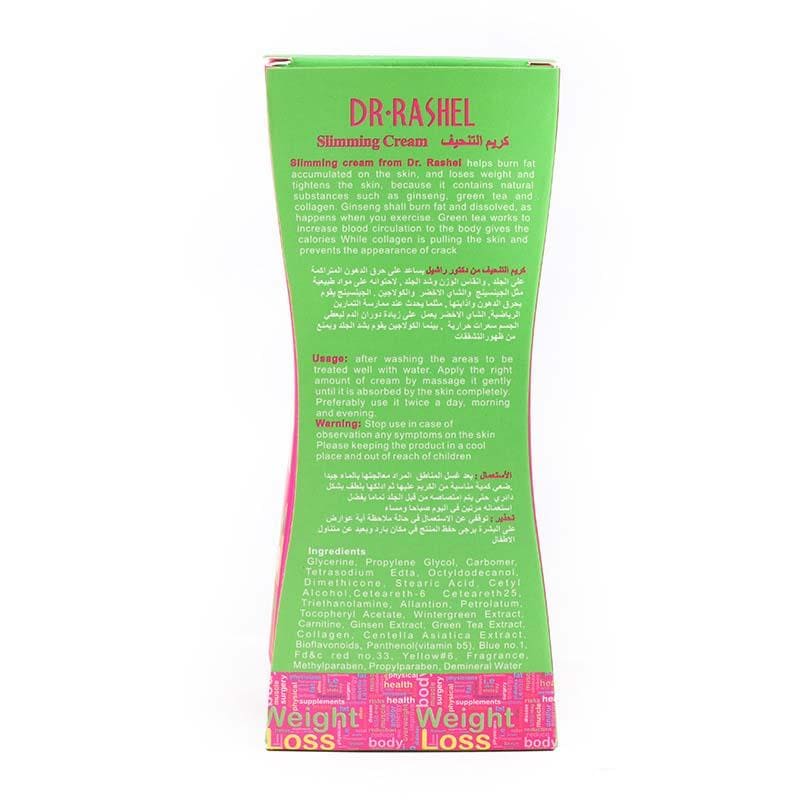 DR·RASHEL
Slimming Cream كريم التنحيف
Slimming cream from Dr. Rashel helps burn fat
accumulated on the skin, and loses weight and
tightens the skin, because it contains natural
substances such as ginseng, green tea and
collagen. Ginseng shall burn fat and dissolved, as
happens when you exercise. Green tea works to
increase blood circulation to the body gives the
calories While collagen is pulling the skin and
prevents the appearance of crack
كريم التنحيف من دكتور راشيل يساعد على حرق الدهون المتراكمة
على الجلد , وانقاس الوزن وشد الجلد , لاحتوائه على مواد طبيعية
مثل الجينسينج والشاي الاخضر والكولاجين . الجينسينج يقوم
بحرق الدهون واذابتها , مثلما يحدث عند ممارسة التمارين
الرياضية. الشاي الاخضر يعمل على زيادة دوران الدم ليعطي
الجسم سعرات حرارية , بينما الكولاجين يقوم بشد الجلد ويمنع
من ظهورالتشققات
Usage: after washing the areas to be
treated well with water. Apply the right
amount of cream by massage it gently
until it is absorbed by the skin completely.
Preferably use it twice a day, morning
and evening.
Warning: Stop use in case of
observation any symptoms on the skin
Please keeping the product in a cool
place and out of reach of children
الأستعمال : بعد غسل المناطق المراد معالجتها بالماء جيدا
.ضعي كمية مناسبة من الكريم عليها ثم ادلكها بلطف بشكل
دادري حتى يتم امتصاصه من قبل الجلد تماما يفضل
استعماله مرتين في اليوم صباحا ومساء
تحذير : توقفي عن الاستعمال في حالة ملاحظة أية عوارض
على البشرة يرجى حفظ المنتج في مكان بارد وبعيد عن متناول
الاطفال
Ingredients
Glycerine, Propylene Glycol, Carbomer,
Tetrasodium Edta, Octyldodecanol,
Dimethicone, Stearic Acid, Cetyl
Alcohol,Ceteareth-6 Celeareth25,
Triethanolamine, Allantion, Petrolatum,
Tocopheryl Acetate, Wintergreen Extract,
Carnitine, Ginsen Extract, Green Tea Extract,
Collagen, Centella Asiatica Extract,
Bioflavonoids, Panthenol(vitamin b5), Blue no.1,
Fd&c red no.33, Yellow#6, Fragrance,
Methylparaben, Propylparaben, Demineral Water
physical
health
body
supplements
surgery
muscle
Weight Weight
Loss Loss
body,